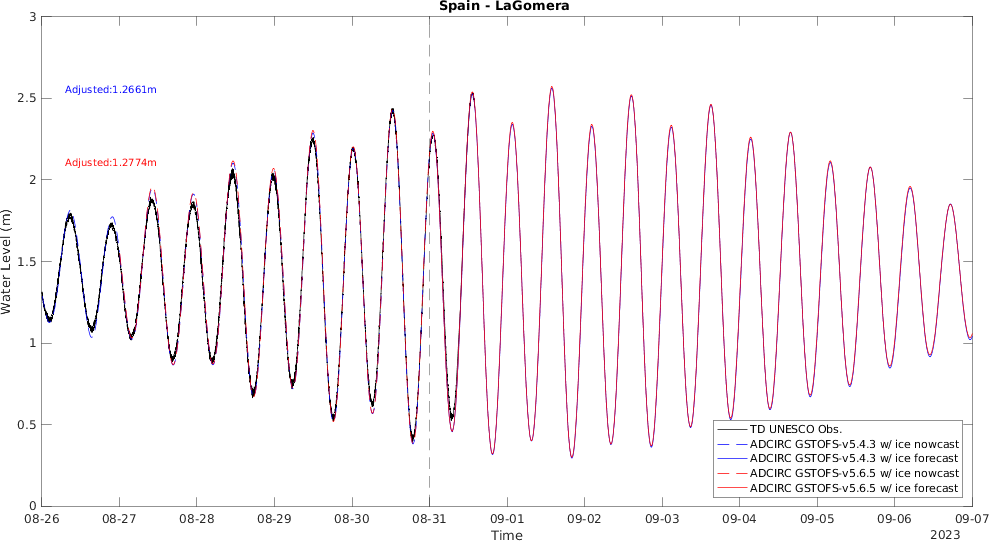 Spain - LaGomera
3
2.5
2
1.5
1
0.5
0
Water Level (m)
Adjusted:1.2661m
Adjusted:1.2774m
TD UNESCO Obs.
ADCIRC GSTOFS-v5.4.3 w/ ice nowcast
ADCIRC GSTOFS-v5.4.3 w/ ice forecast
ADCIRC GSTOFS-v5.6.5 w/ ice nowcast
ADCIRC GSTOFS-v5.6.5 w/ ice forecast
08-26 08-27 08-28 08-29 08-30 08-31 09-01 09-02 09-03 09-04 09-05 09-06 09-07
Time
2023